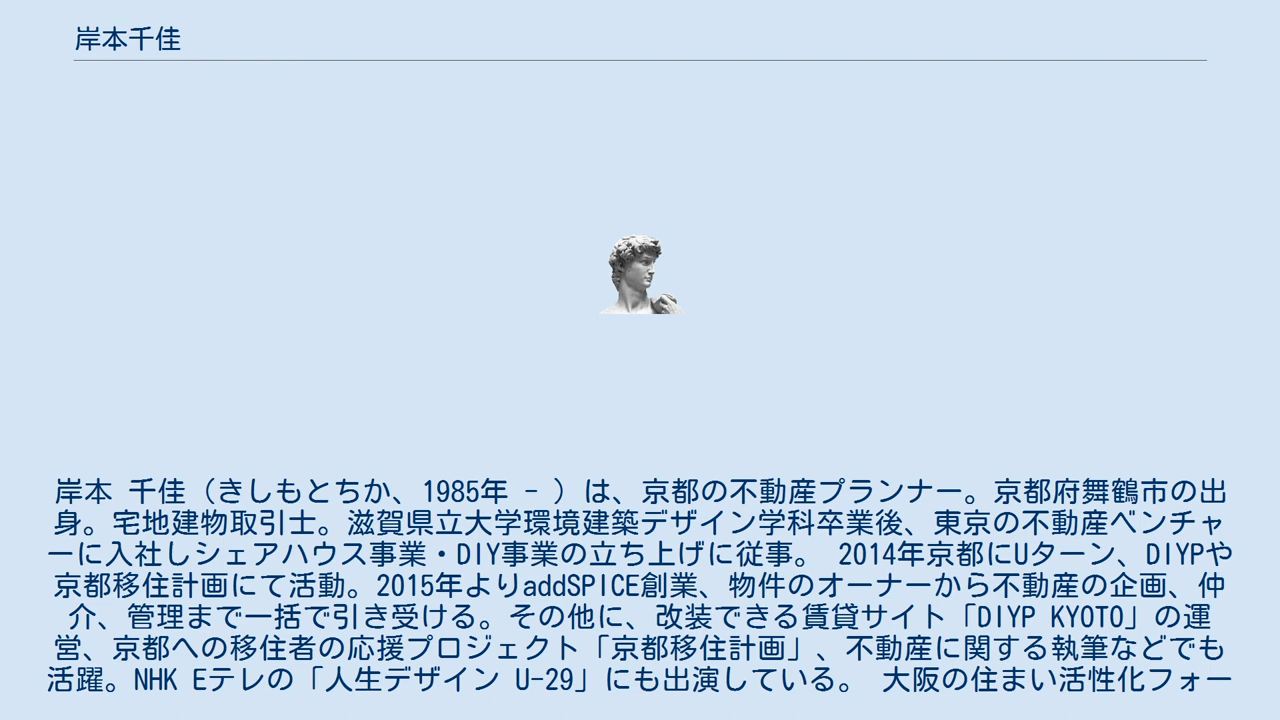 岸本千佳
岸本 千佳（きしもとちか、1985年 - ）は、京都の不動産プランナー。京都府舞鶴市の出
身。宅地建物取引士。滋賀県立大学環境建築デザイン学科卒業後、東京の不動産ベンチャ
ーに入社しシェアハウス事業・DIY事業の立ち上げに従事。 2014年京都にUターン、DIYPや
京都移住計画にて活動。2015年よりaddSPICE創業、物件のオーナーから不動産の企画、仲
介、管理まで一括で引き受ける。その他に、改装できる賃貸サイト「DIYP KYOTO」の運
営、京都への移住者の応援プロジェクト「京都移住計画」、不動産に関する執筆などでも
活躍。NHK Eテレの「人生デザイン U-29」にも出演している。 大阪の住まい活性化フォー